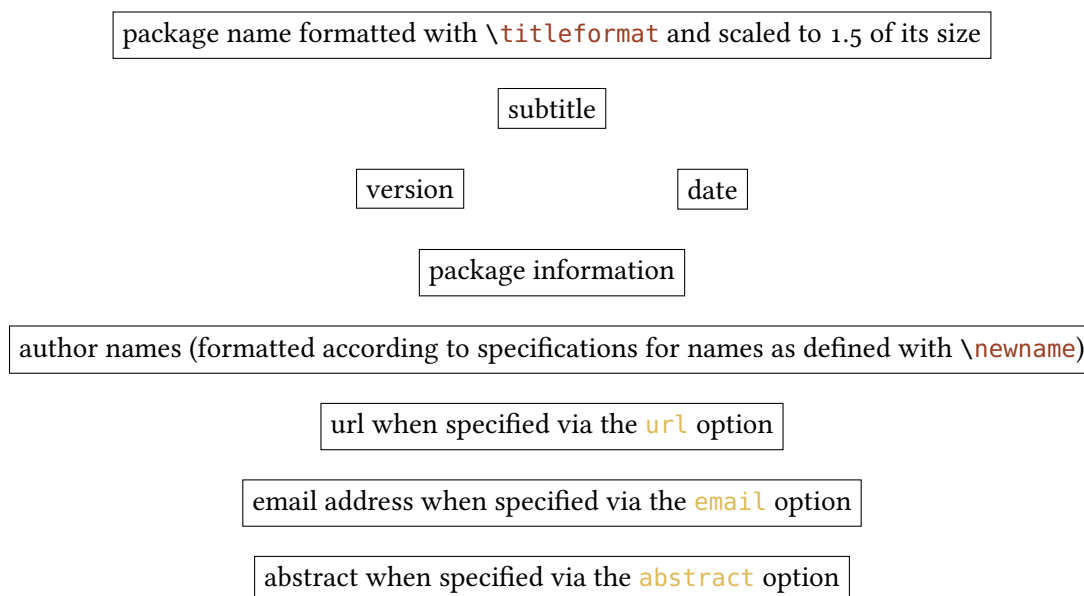 package name formatted with \titleformat and scaled to 1.5 of its size
subtitle
version date
package information
author names (formatted according to specifications for names as defined with \newname)
url when specified via the url option
email address when specified via the email option
abstract when specified via the abstract option